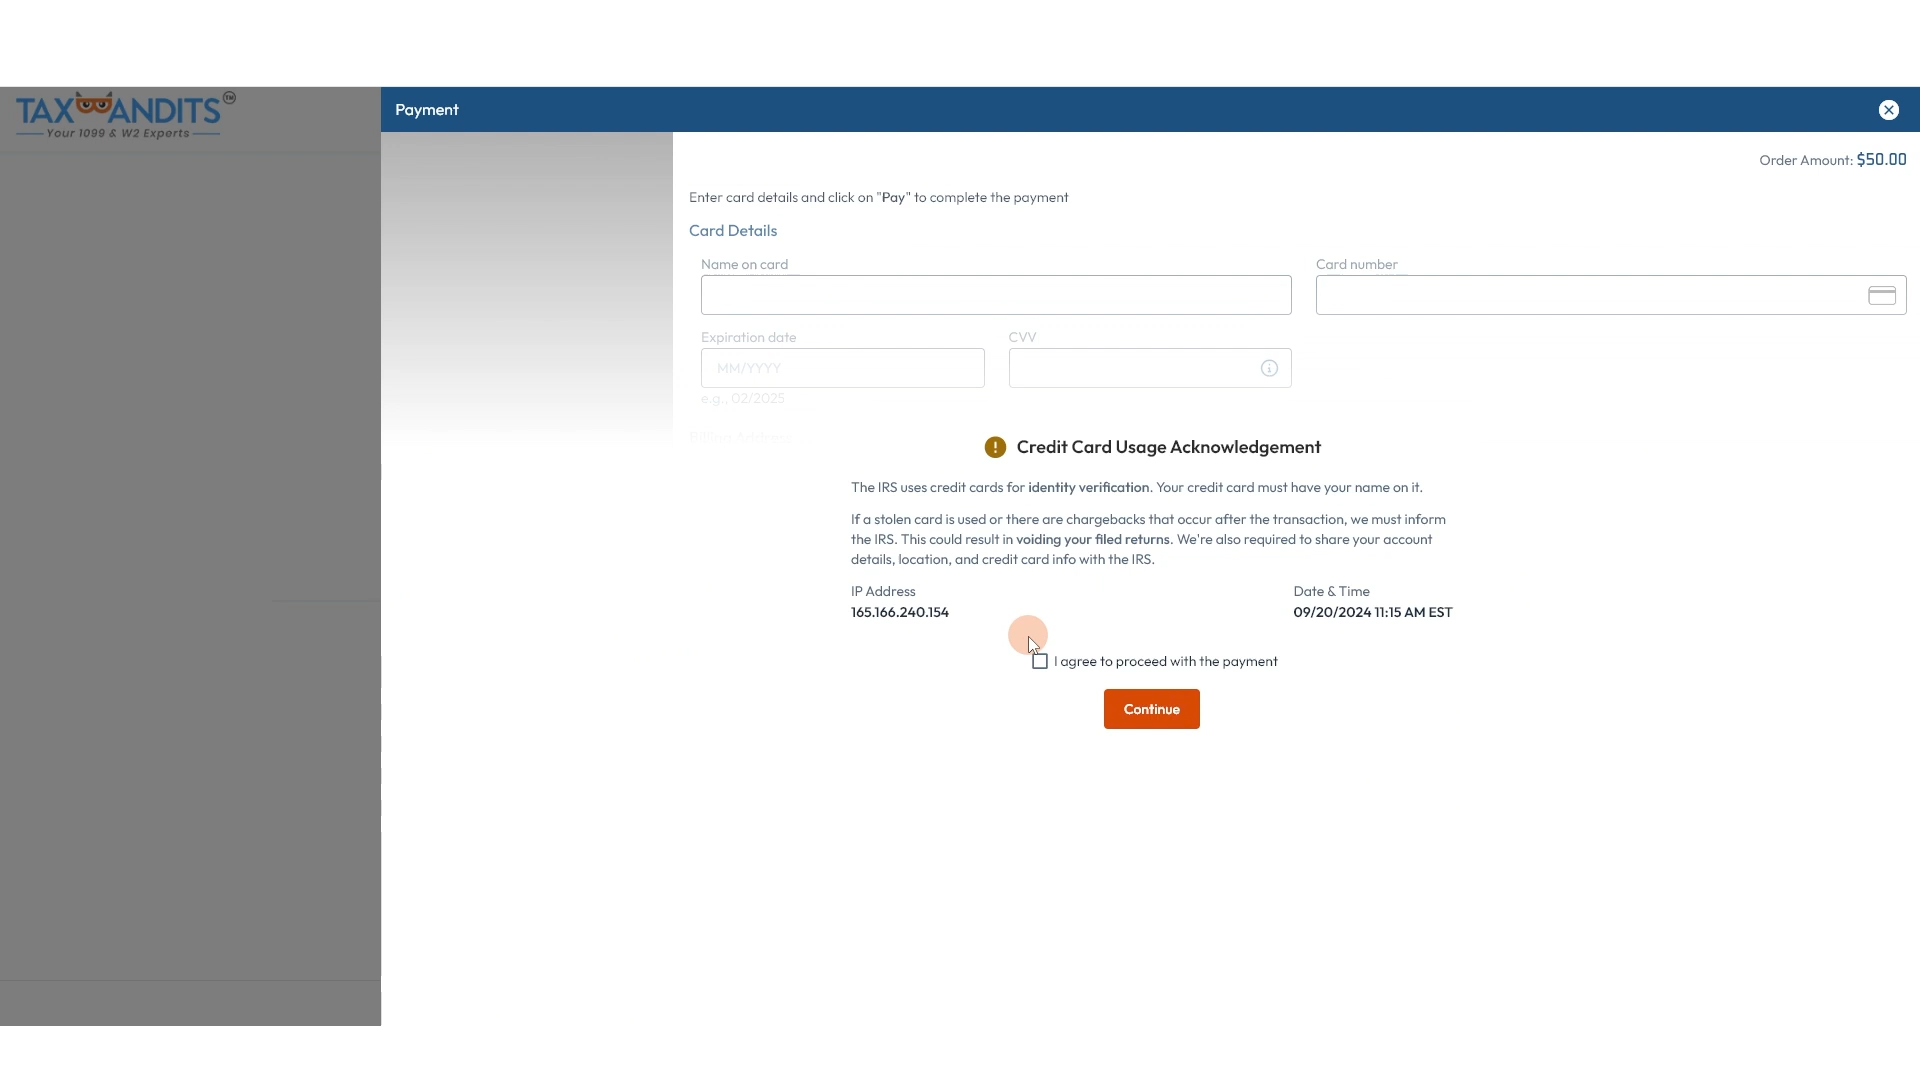 TAXBANDITS TM
Your 1099 & W2 Experts
Payment
Order Amount: $50.00
Enter card details and click on "Pay" to complete the payment
Card Details
Name on card
Card number
Expiration date
CVV
MM/YYYY
e.g., 02/2025
Billing Address
Credit Card Usage Acknowledgement
The IRS uses credit cards for identity verification. Your credit card must have your name on it.
If a stolen card is used or there are chargebacks that occur after the transaction, we must inform
the IRS. This could result in voiding your filed returns. We're also required to share your account
details, location, and credit card info with the IRS.
IP Address
Date & Time
165.166.240.154
09/20/2024 11:15 AM EST
I agree to proceed with the payment
Continue